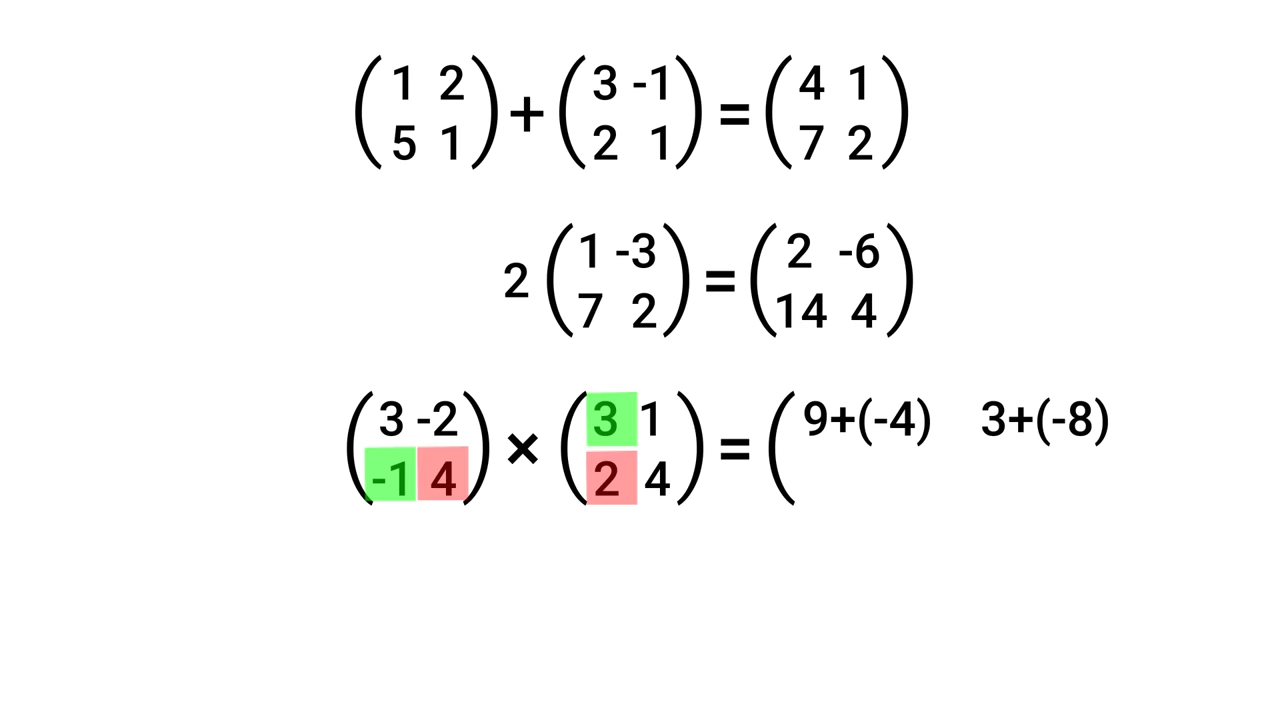 ( 1 2 ) + ( 3 -1 ) = ( 4 1 )
( 5 1 ) ( 2 1 ) ( 7 2 )
2 ( 1 -3 ) = ( 2 -6 )
( 7 2 ) ( 14 4 )
( 3 -2 ) × ( 3 1 ) = ( 9+(-4) 3+(-8)
( -1 4 ) ( 2 4 ) (